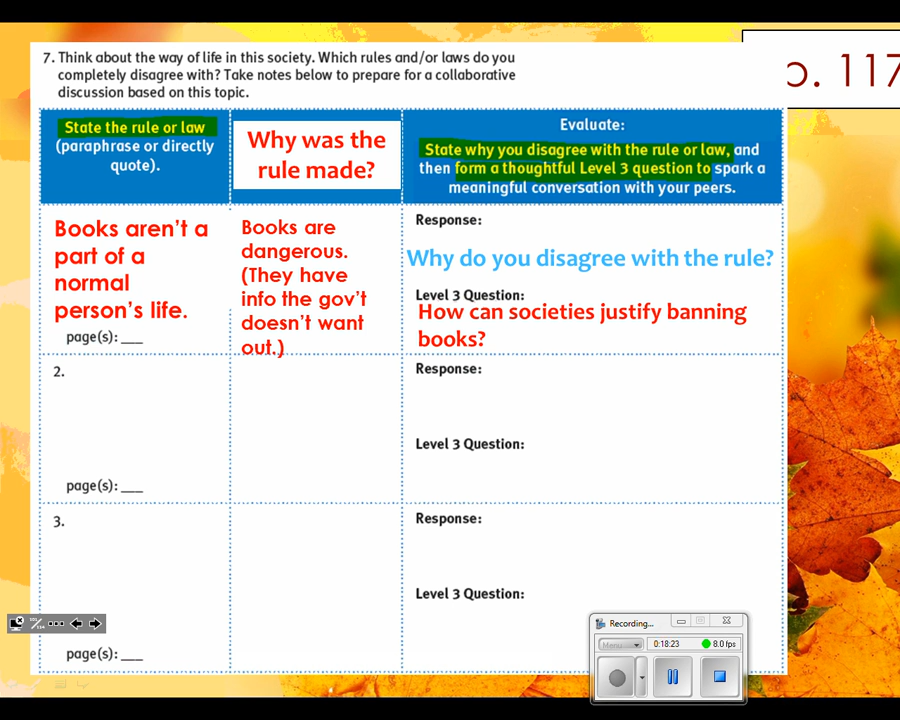 7. Think about the way of life in this society. Which rules and/or laws do you
completely disagree with? Take notes below to prepare for a collaborative
discussion based on this topic.
117
State the rule or law
(paraphrase or directly
quote).
Why was the
rule made?
Evaluate:
State why you disagree with the rule or law, and
then form a thoughtful Level 3 question to spark a
meaningful conversation with your peers.
Books aren't a
part of a
normal
person's life.
page(s): ___
Books are
dangerous.
(They have
info the gov't
doesn't want
out.)
Response:
Why do you disagree with the rule?
Level 3 Question:
How can societies justify banning
books?
2.
page(s): ___
Response:
Level 3 Question:
3.
page(s): ___
Response:
Level 3 Question:
Recording...
Menu
0:18:23
8.0 fps